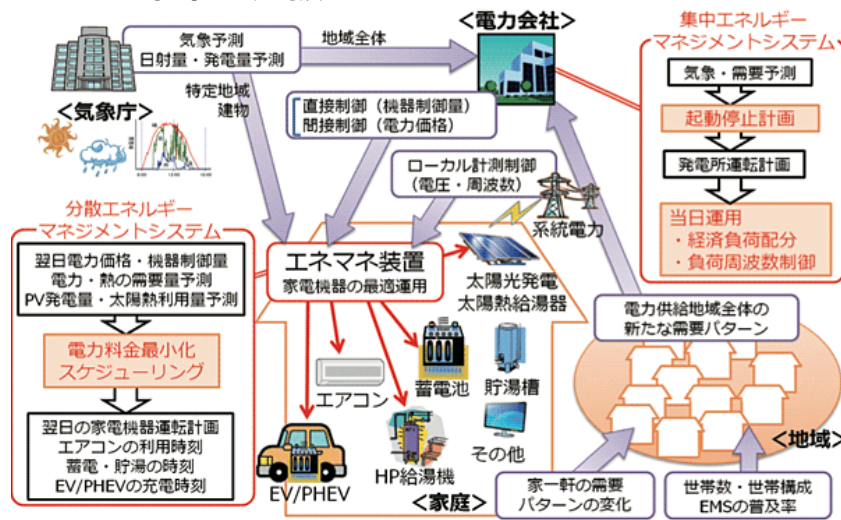 気象予測
日射量・発電量予測
地域全体
<電力会社>
集中エネルギー
マネジメントシステム
気象・需要予測
起動停止計画
発電所運転計画
当日運用
・経済負荷配分
・負荷周波数制御
<気象庁>
特定地域
建物
6:00
12:00
18:00
直接制御(機器制御量)
間接制御(電力価格)
ローカル計測制御
(電圧・周波数)
系統電力
分散エネルギー
マネジメントシステム
翌日電力価格・機器制御量
電力・熱の需要量予測
PV発電量・太陽熱利用量予測
電力料金最小化
スケジューリング
翌日の家電機器運転計画
エアコンの利用時刻
蓄電・貯湯の時刻
EV/PHEVの充電時刻
エネマネ装置
家電機器の最適運用
太陽光発電
太陽熱給湯器
エアコン
蓄電池
貯湯槽
EV/PHEV
HP給湯機
その他
<家庭>
電力供給地域全体の
新たな需要パターン
<地域>
家一軒の需要
パターンの変化
世帯数・世帯構成
EMSの普及率